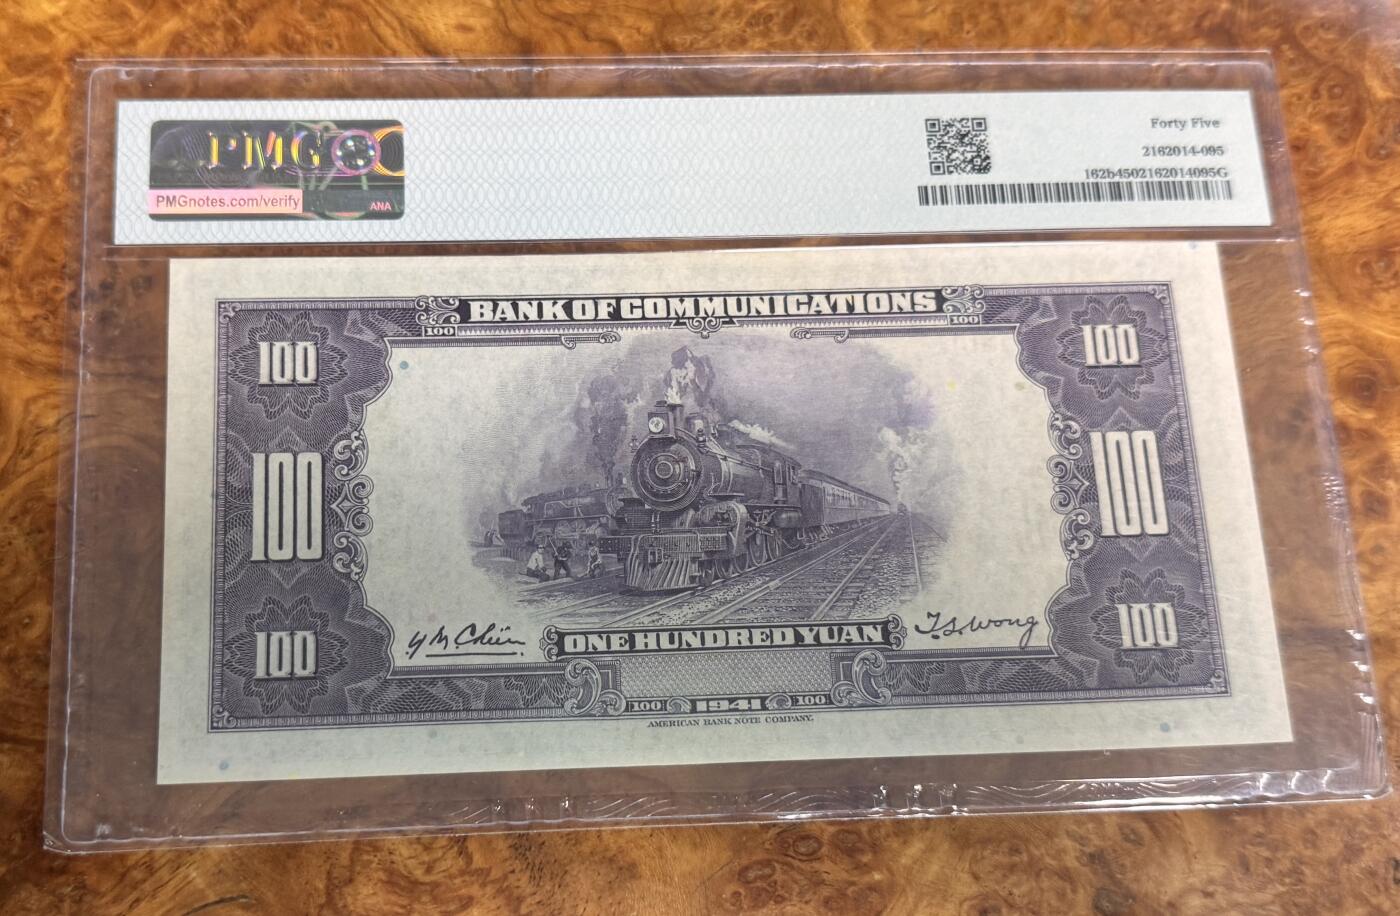 PMG
PMGnotes.com/verify
ANA
Forty Five
2162014-095
162b4502162014095G
BANK OF COMMUNICATIONS
100 100
100 100
100 100
100 100
Y M Chien
T.S. Wong
ONE HUNDRED YUAN
100 1941 100
AMERICAN BANK NOTE COMPANY.